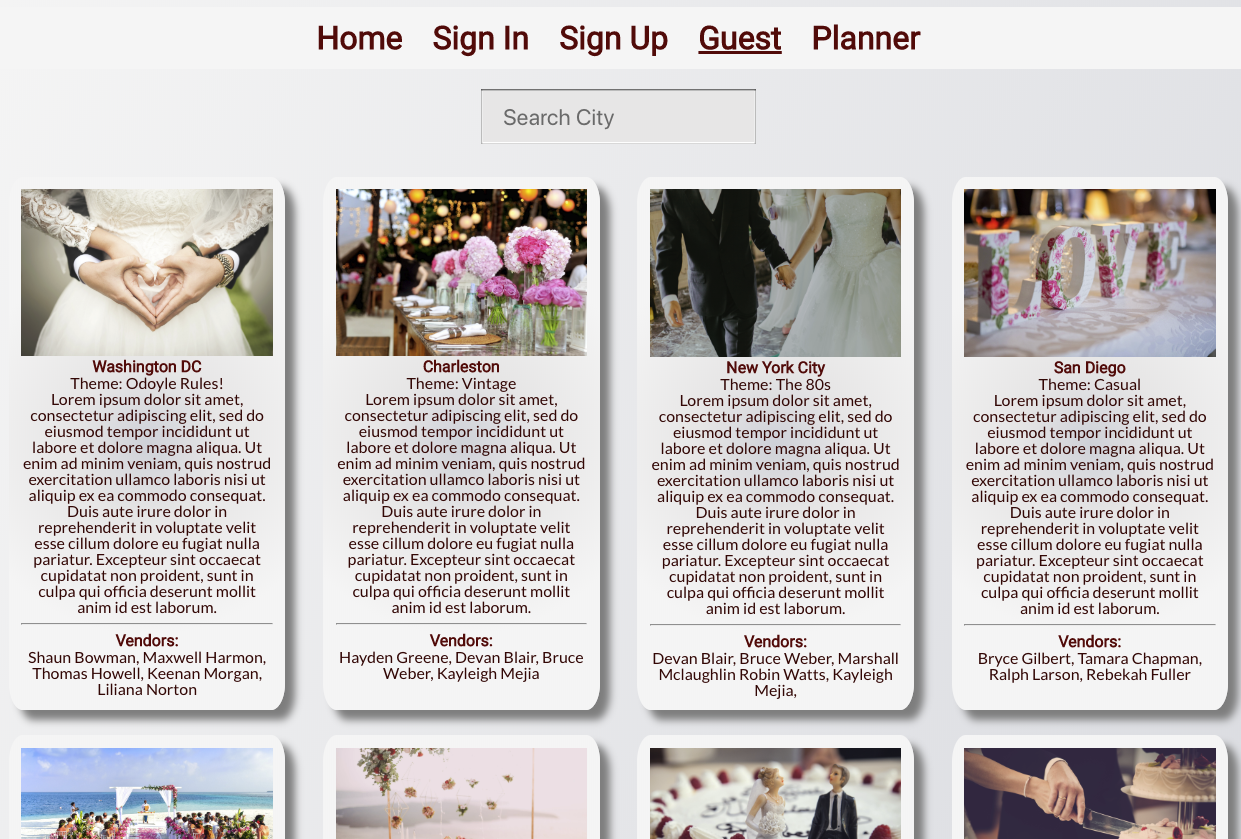 Home Sign In Sign Up Guest Planner
Search City
LOVE
Washington DC
Theme: Odoyle Rules!
Lorem ipsum dolor sit amet,
consectetur adipiscing elit, sed do
eiusmod tempor incididunt ut
labore et dolore magna aliqua. Ut
enim ad minim veniam, quis nostrud
exercitation ullamco laboris nisi ut
aliquip ex ea commodo consequat.
Duis aute irure dolor in
reprehenderit in voluptate velit
esse cillum dolore eu fugiat nulla
pariatur. Excepteur sint occaecat
cupidatat non proident, sunt in
culpa qui officia deserunt mollit
anim id est laborum.
Vendors:
Shaun Bowman, Maxwell Harmon,
Thomas Howell, Keenan Morgan,
Liliana Norton
Charleston
Theme: Vintage
Lorem ipsum dolor sit amet,
consectetur adipiscing elit, sed do
eiusmod tempor incididunt ut
labore et dolore magna aliqua. Ut
enim ad minim veniam, quis nostrud
exercitation ullamco laboris nisi ut
aliquip ex ea commodo consequat.
Duis aute irure dolor in
reprehenderit in voluptate velit
esse cillum dolore eu fugiat nulla
pariatur. Excepteur sint occaecat
cupidatat non proident, sunt in
culpa qui officia deserunt mollit
anim id est laborum.
Vendors:
Hayden Greene, Devan Blair, Bruce
Weber, Kayleigh Mejia
New York City
Theme: The 80s
Lorem ipsum dolor sit amet,
consectetur adipiscing elit, sed do
eiusmod tempor incididunt ut
labore et dolore magna aliqua. Ut
enim ad minim veniam, quis nostrud
exercitation ullamco laboris nisi ut
aliquip ex ea commodo consequat.
Duis aute irure dolor in
reprehenderit in voluptate velit
esse cillum dolore eu fugiat nulla
pariatur. Excepteur sint occaecat
cupidatat non proident, sunt in
culpa qui officia deserunt mollit
anim id est laborum.
Vendors:
Devan Blair, Bruce Weber, Marshall
Mclaughlin Robin Watts, Kayleigh
Mejia,
San Diego
Theme: Casual
Lorem ipsum dolor sit amet,
consectetur adipiscing elit, sed do
eiusmod tempor incididunt ut
labore et dolore magna aliqua. Ut
enim ad minim veniam, quis nostrud
exercitation ullamco laboris nisi ut
aliquip ex ea commodo consequat.
Duis aute irure dolor in
reprehenderit in voluptate velit
esse cillum dolore eu fugiat nulla
pariatur. Excepteur sint occaecat
cupidatat non proident, sunt in
culpa qui officia deserunt mollit
anim id est laborum.
Vendors:
Bryce Gilbert, Tamara Chapman,
Ralph Larson, Rebekah Fuller